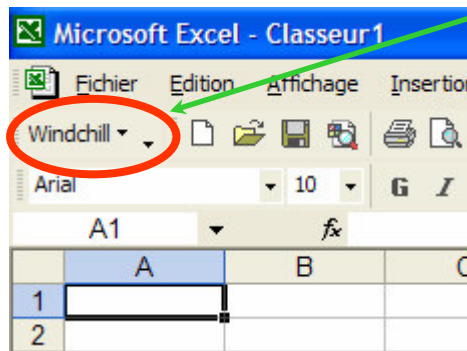 Microsoft Excel - Classeur1
Fichier Edition Affichage Insertion
Windchill
Arial 10 G I
A1 fx
A B C
1
2